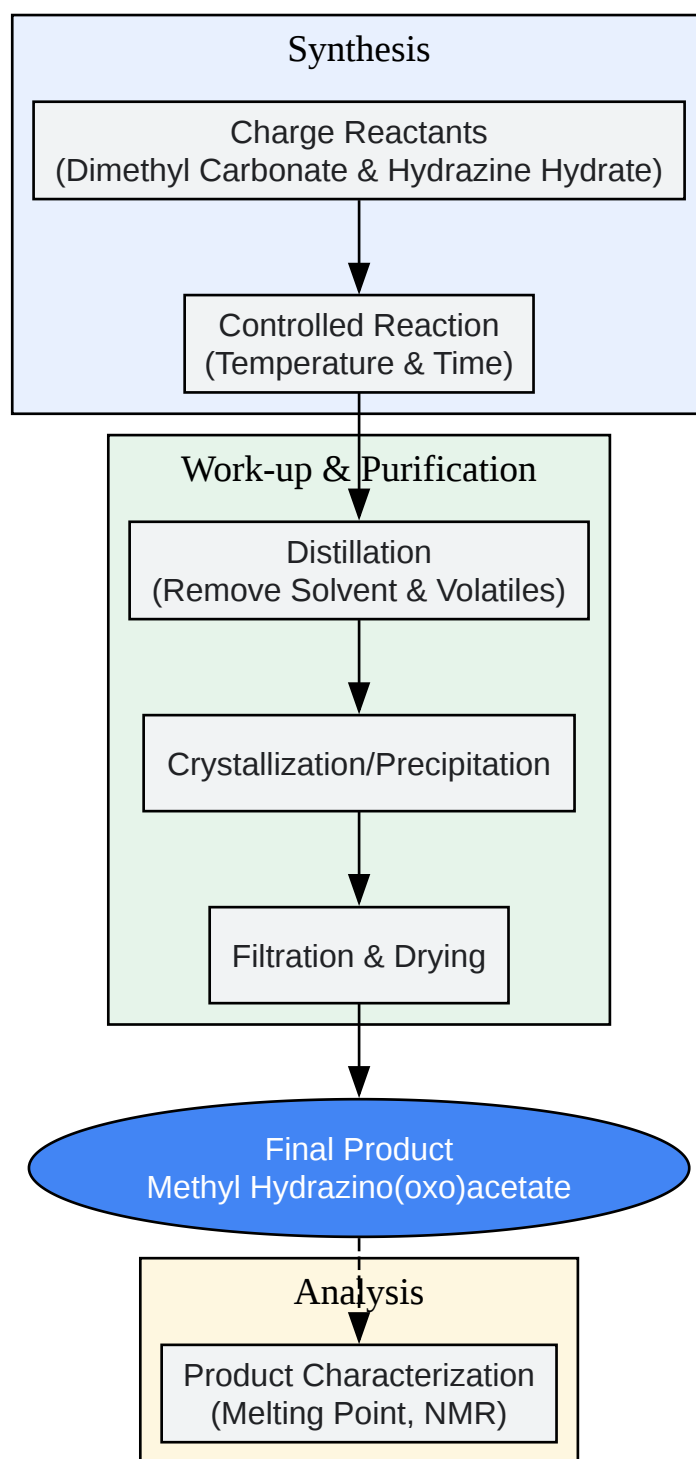 Synthesis
Charge Reactants
(Dimethyl Carbonate & Hydrazine Hydrate)
Controlled Reaction
(Temperature & Time)
Work-up & Purification
Distillation
(Remove Solvent & Volatiles)
Crystallization/Precipitation
Filtration & Drying
Final Product
Methyl Hydrazino(oxo)acetate
Analysis
Product Characterization
(Melting Point, NMR)